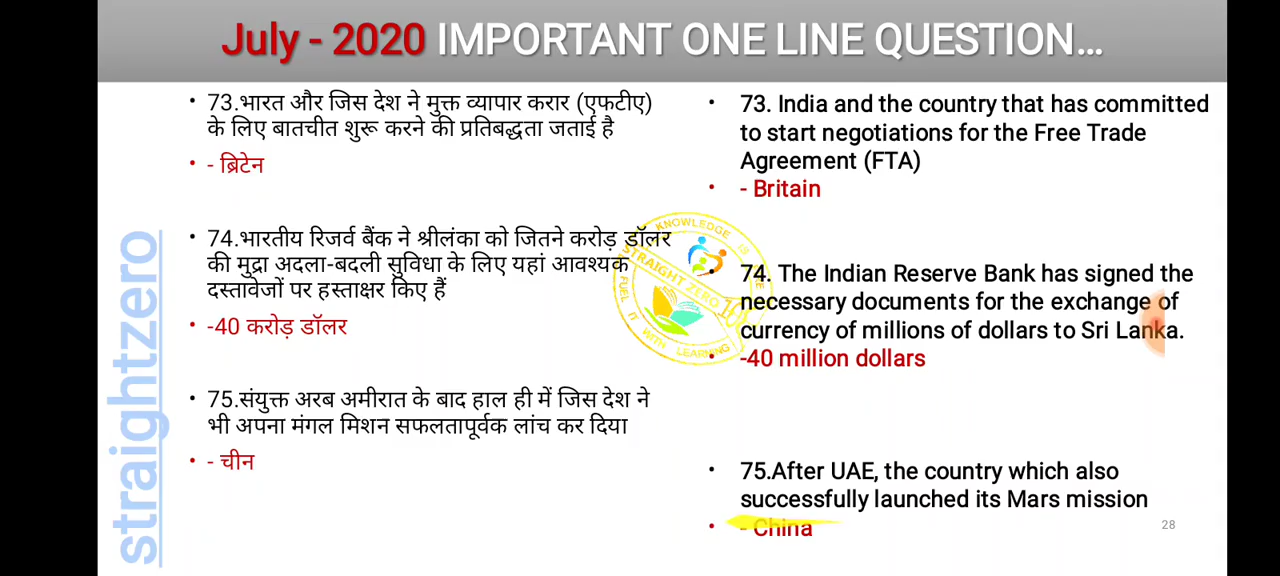 July - 2020 IMPORTANT ONE LINE QUESTION...
• 73.भारत और जिस देश ने मुक्त व्यापार करार (एफटीए)
के लिए बातचीत शुरू करने की प्रतिबद्धता जताई है
• - ब्रिटेन
• 74.भारतीय रिजर्व बैंक ने श्रीलंका को जितने करोड़ डॉलर
की मुद्रा अदला-बदली सुविधा के लिए यहां आवश्यक
दस्तावेजों पर हस्ताक्षर किए हैं
• -40 करोड़ डॉलर
• 75.संयुक्त अरब अमीरात के बाद हाल ही में जिस देश ने
भी अपना मंगल मिशन सफलतापूर्वक लांच कर दिया
• - चीन
• 73. India and the country that has committed
to start negotiations for the Free Trade
Agreement (FTA)
• - Britain
• 74. The Indian Reserve Bank has signed the
necessary documents for the exchange of
currency of millions of dollars to Sri Lanka.
• -40 million dollars
• 75.After UAE, the country which also
successfully launched its Mars mission
• - China
straightzero
KNOWLEDGE IS
STRAIGHT ZERO
FUEL IT
WITH LEARNING
28